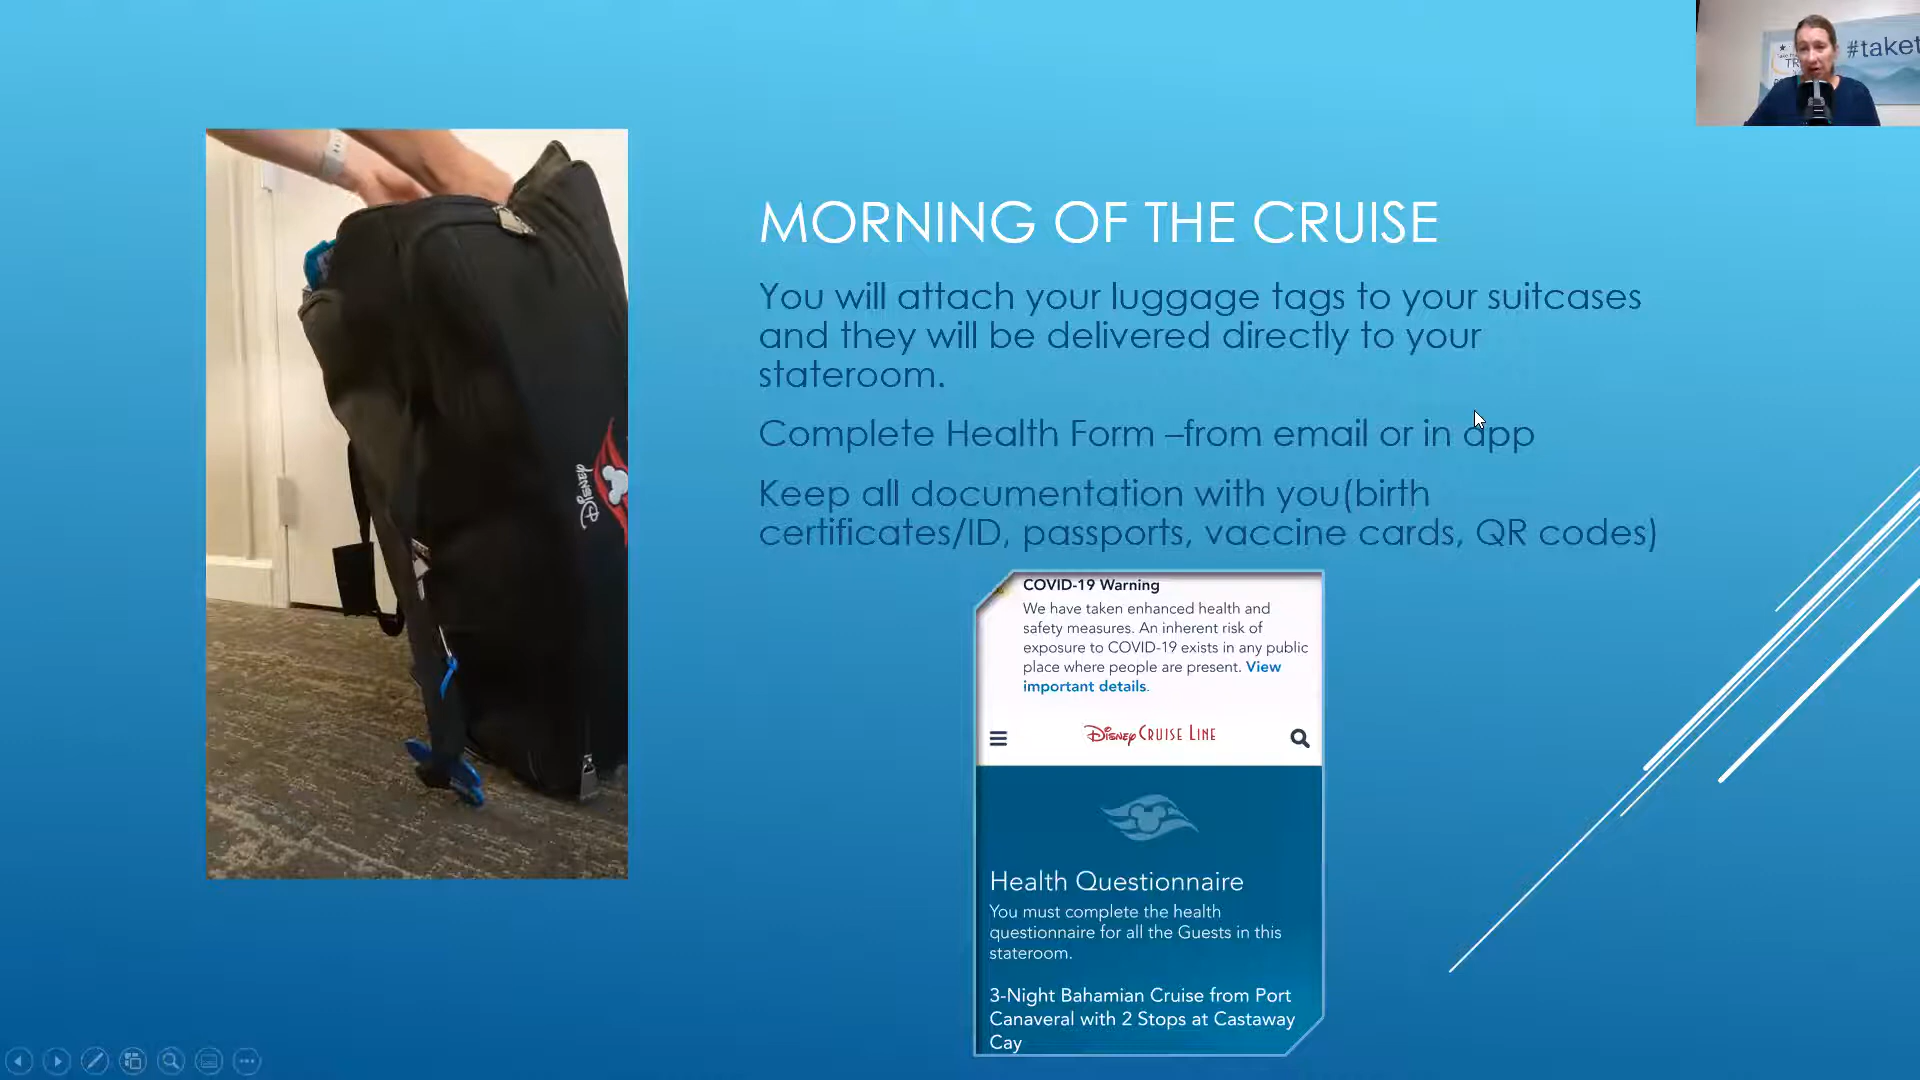 #taket
TR
MORNING OF THE CRUISE
You will attach your luggage tags to your suitcases
and they will be delivered directly to your
stateroom.
Complete Health Form –from email or in app
Keep all documentation with you(birth
certificates/ID, passports, vaccine cards, QR codes)
Disney
COVID-19 Warning
We have taken enhanced health and
safety measures. An inherent risk of
exposure to COVID-19 exists in any public
place where people are present. View
important details.
Disney CRUISE LINE
Health Questionnaire
You must complete the health
questionnaire for all the Guests in this
stateroom.
3-Night Bahamian Cruise from Port
Canaveral with 2 Stops at Castaway
Cay